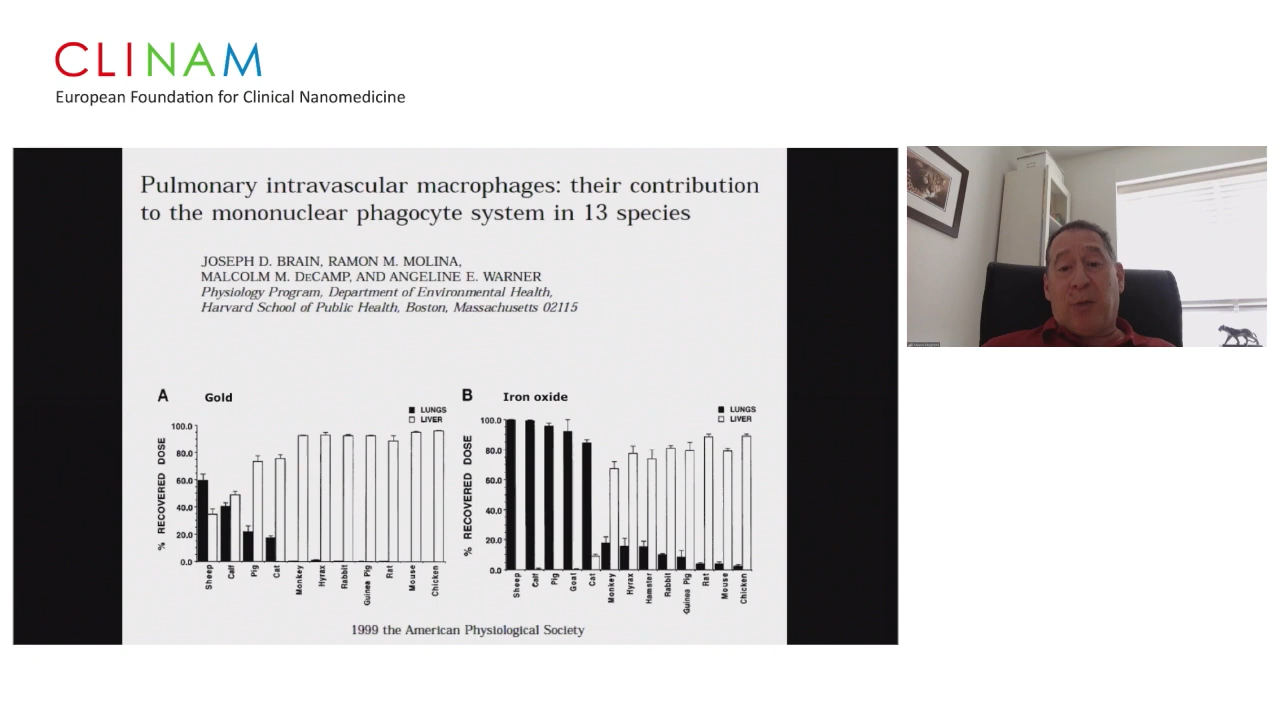 CLINAM
European Foundation for Clinical Nanomedicine
Pulmonary intravascular macrophages: their contribution
to the mononuclear phagocyte system in 13 species
JOSEPH D. BRAIN, RAMON M. MOLINA,
MALCOLM M. DECAMP, AND ANGELINE E. WARNER
Physiology Program, Department of Environmental Health,
Harvard School of Public Health, Boston, Massachusetts 02115
A Gold
LUNGS
LIVER
% RECOVERED DOSE
100.0
80.0
60.0
40.0
20.0
0.0
Sheep
Calf
Pig
Cat
Monkey
Hyrax
Rabbit
Guinea Pig
Rat
Mouse
Chicken
B Iron oxide
LUNGS
LIVER
% RECOVERED DOSE
100.0
80.0
60.0
40.0
20.0
0.0
Sheep
Calf
Pig
Goat
Cat
Monkey
Hyrax
Hamster
Rabbit
Guinea Pig
Rat
Mouse
Chicken
1999 the American Physiological Society